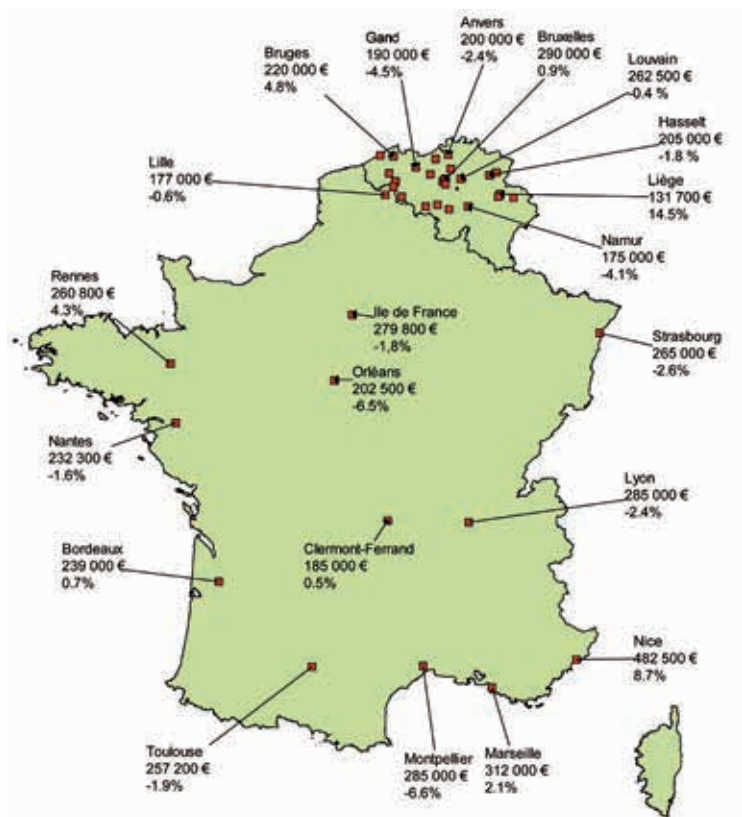 Anvers
200 000 €
-2.4%
Gand
190 000 €
-4.5%
Bruxelles
290 000 €
0.9%
Bruges
220 000 €
4.8%
Louvain
262 500 €
-0.4 %
Hasselt
205 000 €
-1.8 %
Lille
177 000 €
-0.6%
Liège
131 700 €
14.5%
Namur
175 000 €
-4.1%
Rennes
260 800 €
4.3%
Ile de France
279 800 €
-1,8%
Strasbourg
265 000 €
-2.6%
Orléans
202 500 €
-6.5%
Nantes
232 300 €
-1.6%
Lyon
285 000 €
-2.4%
Bordeaux
239 000 €
0.7%
Clermont-Ferrand
185 000 €
0.5%
Nice
482 500 €
8.7%
Toulouse
257 200 €
-1.9%
Montpellier
285 000 €
-6.6%
Marseille
312 000 €
2.1%